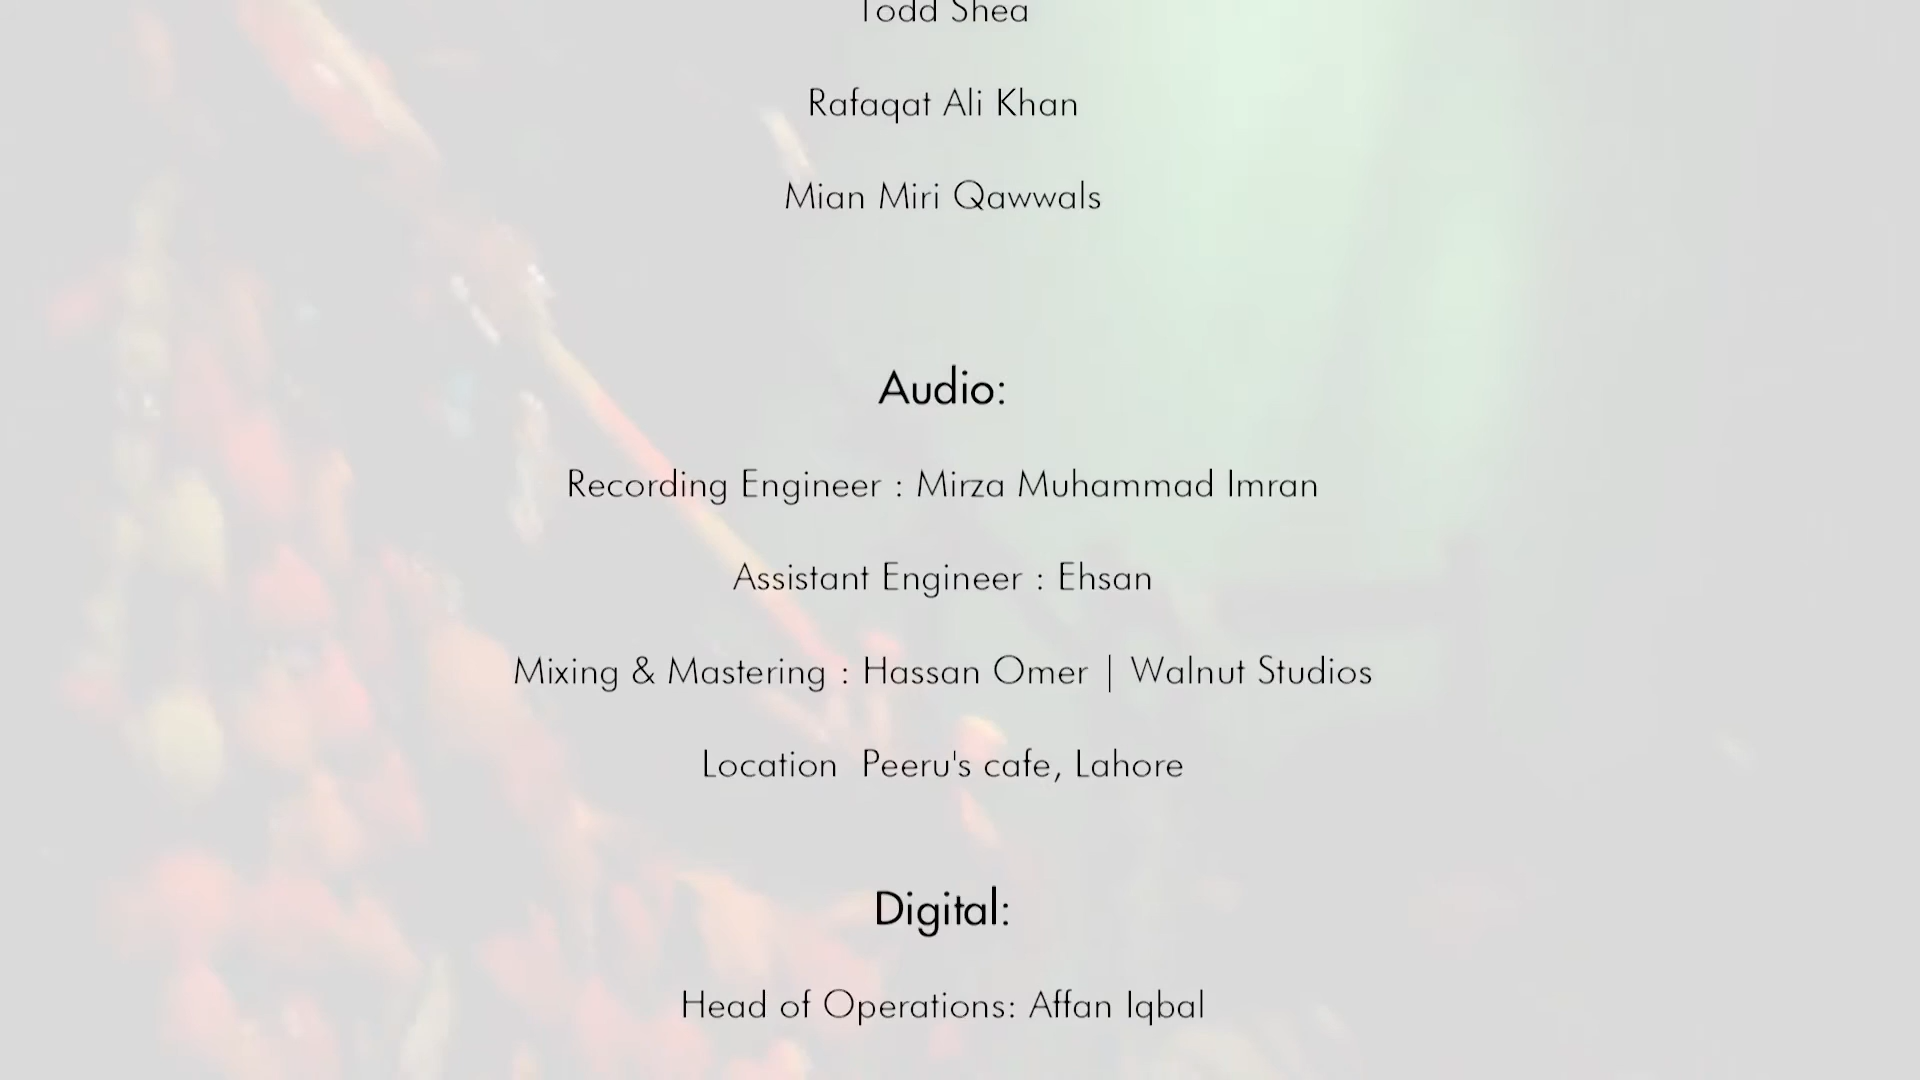 Todd Shea
Rafaqat Ali Khan
Mian Miri Qawwals
Audio:
Recording Engineer : Mirza Muhammad Imran
Assistant Engineer : Ehsan
Mixing & Mastering : Hassan Omer | Walnut Studios
Location  Peeru's cafe, Lahore
Digital:
Head of Operations: Affan Iqbal